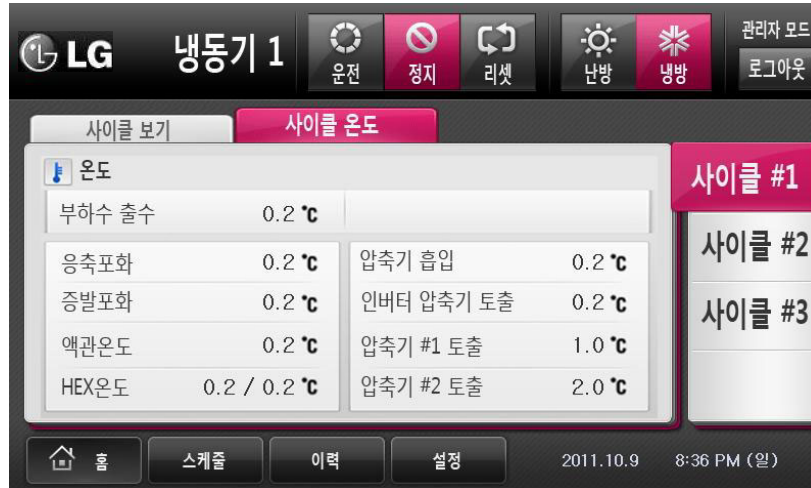 LG 냉동기 1 운전 정지 리셋 난방 냉방 관리자 모드
로그아웃
사이클 보기 사이클 온도
온도
부하수 출수 0.2 ℃
응축포화 0.2 ℃ 압축기 흡입 0.2 ℃
증발포화 0.2 ℃ 인버터 압축기 토출 0.2 ℃
액관온도 0.2 ℃ 압축기 #1 토출 1.0 ℃
HEX온도 0.2 / 0.2 ℃ 압축기 #2 토출 2.0 ℃
사이클 #1
사이클 #2
사이클 #3
홈 스케줄 이력 설정 2011.10.9 8:36 PM (일)